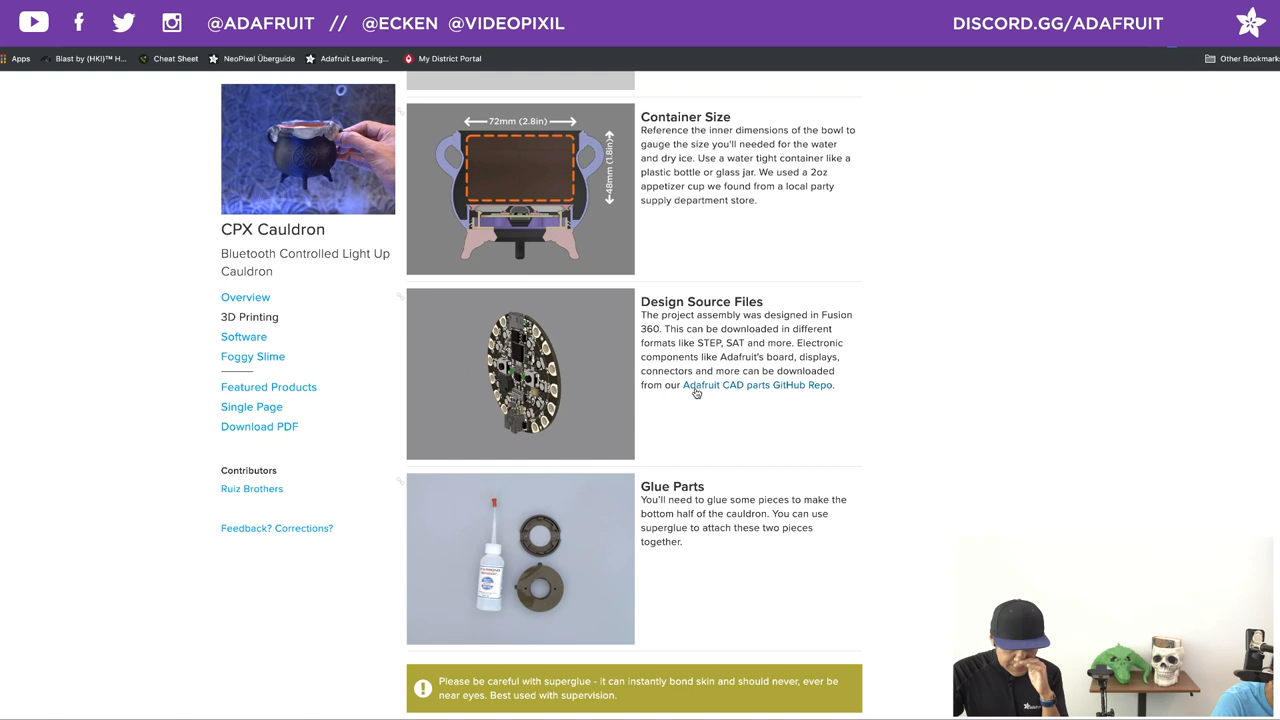 @ADAFRUIT // @ECKEN @VIDEOPIXIL
DISCORD.GG/ADAFRUIT
Apps
Blast by (HKI)™ H...
Cheat Sheet
NeoPixel Überguide
Adafruit Learning...
My District Portal
Other Bookmark
CPX Cauldron
Bluetooth Controlled Light Up
Cauldron
Overview
3D Printing
Software
Foggy Slime
Featured Products
Single Page
Download PDF
Contributors
Ruiz Brothers
Feedback? Corrections?
72mm (2.8in)
48mm (1.8in)
Container Size
Reference the inner dimensions of the bowl to
gauge the size you'll needed for the water
and dry ice. Use a water tight container like a
plastic bottle or glass jar. We used a 2oz
appetizer cup we found from a local party
supply department store.
Design Source Files
The project assembly was designed in Fusion
360. This can be downloaded in different
formats like STEP, SAT and more. Electronic
components like Adafruit's board, displays,
connectors and more can be downloaded
from our Adafruit CAD parts GitHub Repo.
Glue Parts
You'll need to glue some pieces to make the
bottom half of the cauldron. You can use
superglue to attach these two pieces
together.
Please be careful with superglue - it can instantly bond skin and should never, ever be
near eyes. Best used with supervision.